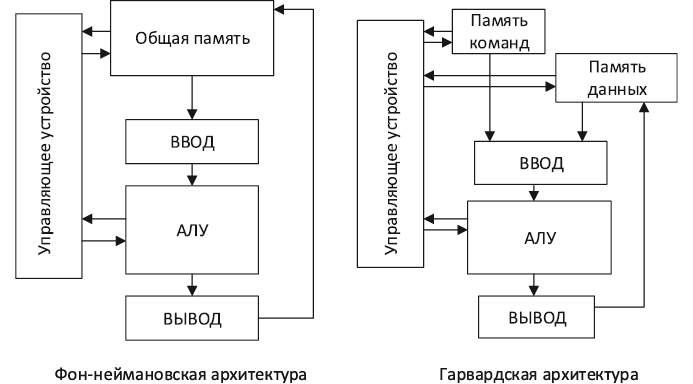 Общая память
Управляющее устройство
ВВОД
АЛУ
ВЫВОД
Фон-неймановская архитектура
Память
команд
Память
данных
Управляющее устройство
ВВОД
АЛУ
ВЫВОД
Гарвардская архитектура